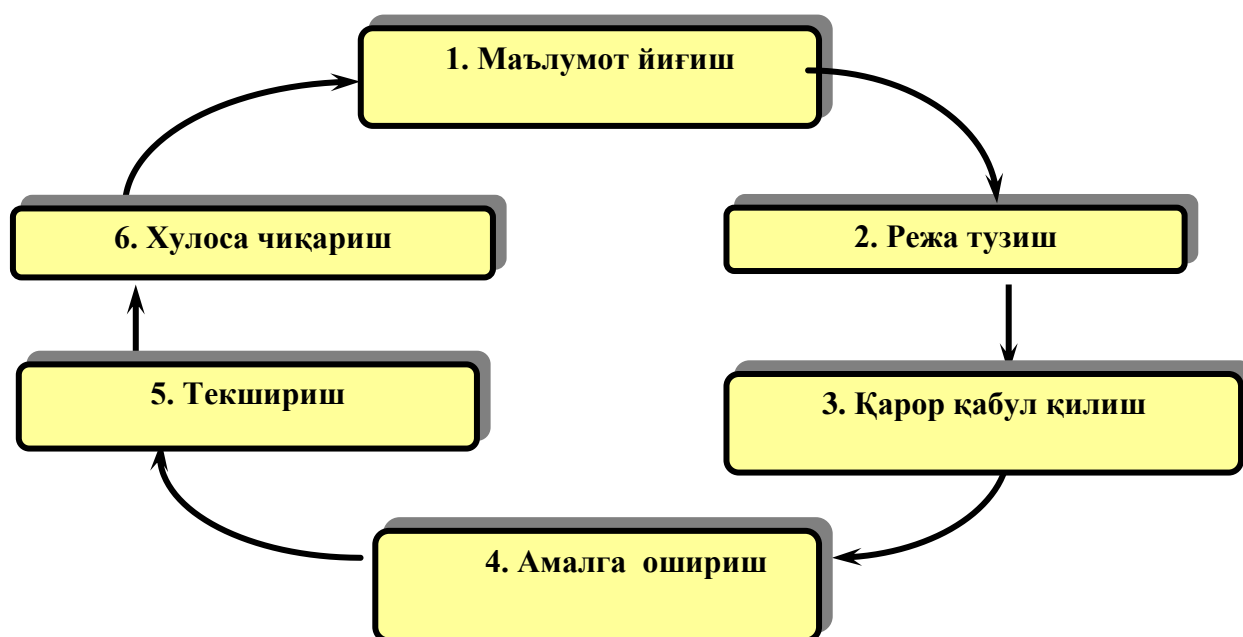 1. Маълумот йиғиш
2. Режа тузиш
3. Қарор қабул қилиш
4. Амалга  ошириш
5. Текшириш
6. Хулоса чиқариш